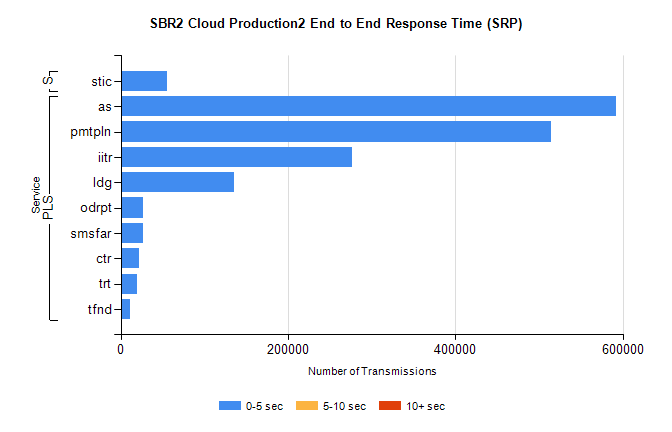 SBR2 Cloud Production2 End to End Response Time (SRP)
S
stic
as
pmtpln
iitr
ldg
odrpt
smsfar
ctr
trt
tfnd
Service
PLS
0
200000
400000
600000
Number of Transmissions
0-5 sec
5-10 sec
10+ sec